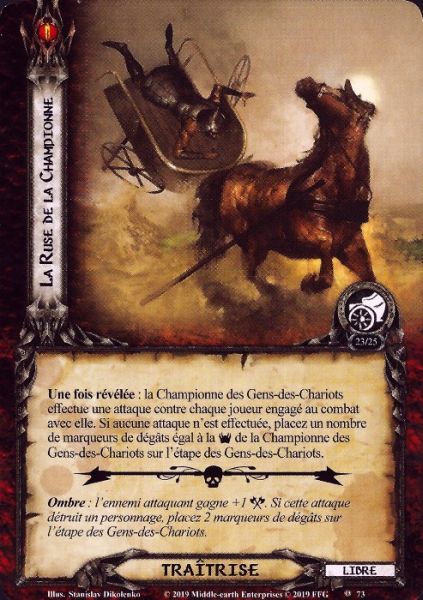 LA RUSE DE LA CHAMPIONNE
23/25
Une fois révélée : la Championne des Gens-des-Chariots
effectue une attaque contre chaque joueur engagé au combat
avec elle. Si aucune attaque n'est effectuée, placez un nombre
de marqueurs de dégâts égal à la de la Championne des
Gens-des-Chariots sur l'étape des Gens-des-Chariots.
Ombre : l'ennemi attaquant gagne +1 . Si cette attaque
détruit un personnage, placez 2 marqueurs de dégâts sur
l'étape des Gens-des-Chariots.
TRAÎTRISE
LIBRE
Illus. Stanislav Dikolenko © 2019 Middle-earth Enterprises © 2019 FFG 73